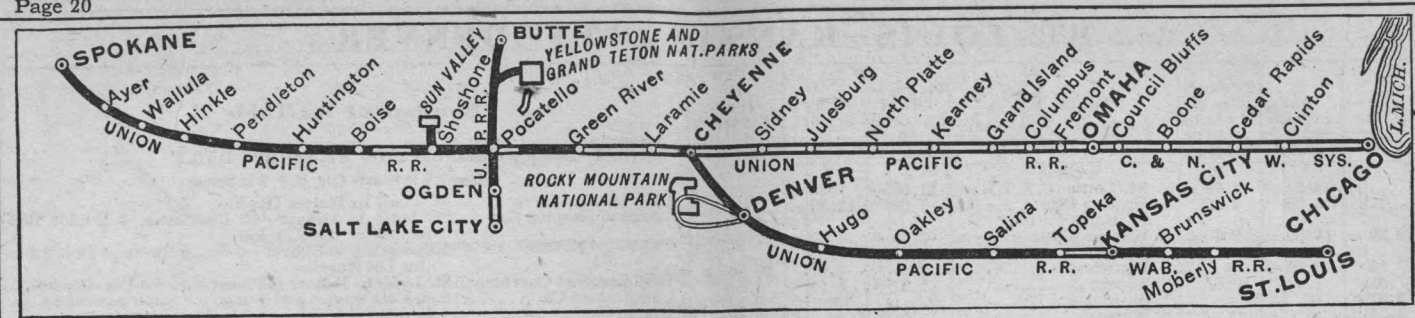 Page 20
SPOKANE
Ayer
Wallula
Hinkle
Pendleton
Huntington
Boise
SUN VALLEY
Shoshone
UNION PACIFIC R. R.
BUTTE
YELLOWSTONE AND
GRAND TETON NAT. PARKS
U. P. R. R.
Pocatello
OGDEN
SALT LAKE CITY
Green River
Laramie
CHEYENNE
Sidney
Julesburg
North Platte
Kearney
Grand Island
Columbus
Fremont
OMAHA
Council Bluffs
Boone
Cedar Rapids
Clinton
UNION PACIFIC R. R.
C. & N. W. SYS.
L. MICH.
CHICAGO
ROCKY MOUNTAIN
NATIONAL PARK
DENVER
Hugo
Oakley
Salina
Topeka
KANSAS CITY
Brunswick
Moberly
ST. LOUIS
UNION PACIFIC R. R.
WAB. R.R.